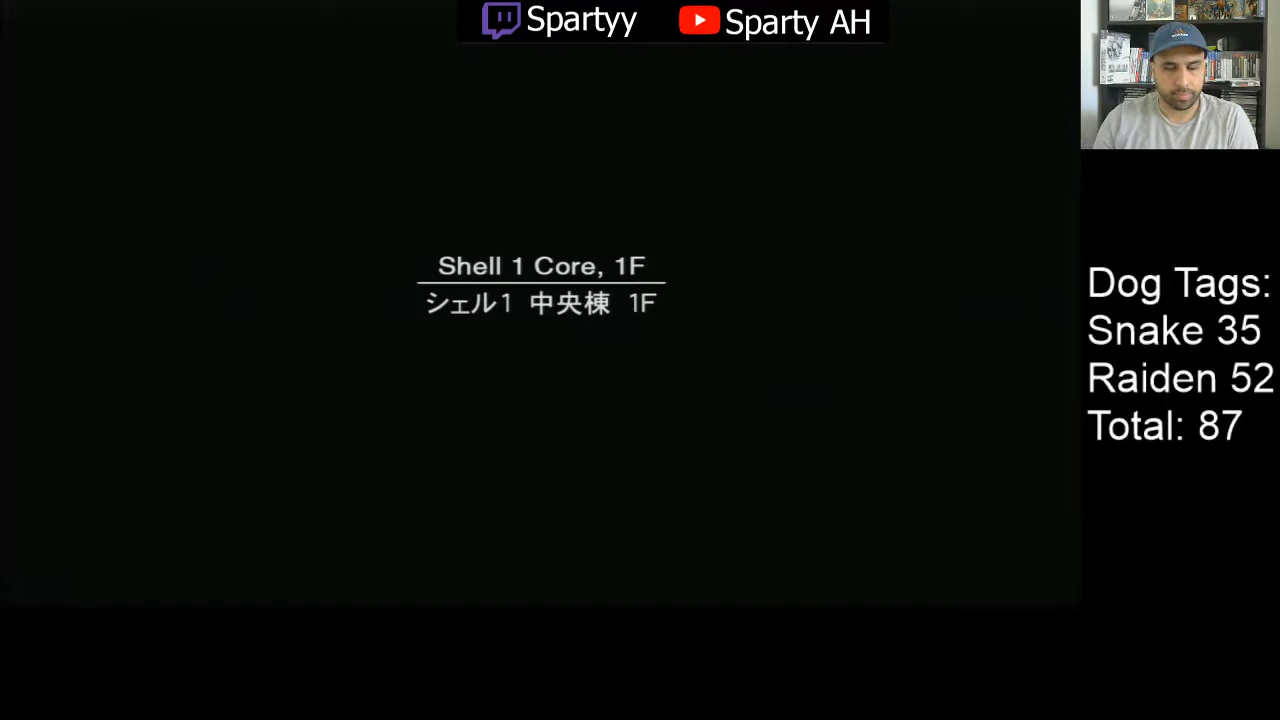 Spartyy Sparty AH
Shell 1 Core, 1F
シェル1 中央棟 1F
Dog Tags:
Snake 35
Raiden 52
Total: 87